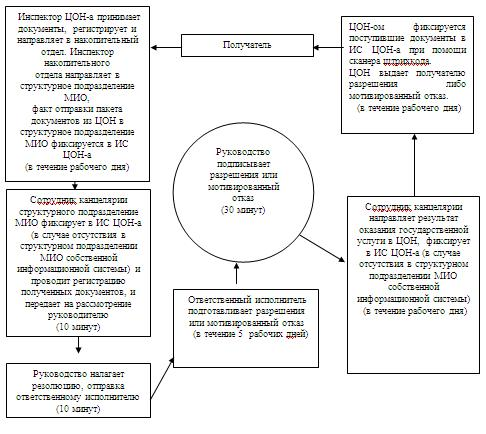 Получатель
Инспектор ЦОН-а принимает
документы, регистрирует и
направляет в накопительный
отдел. Инспектор
накопительного
отдела направляет в
структурное подразделение
МИО,
факт отправки пакета
документов из ЦОН в
структурное подразделение
МИО фиксируется в ИС
ЦОН-а
(в течение рабочего дня)
Сотрудник канцелярии
структурного подразделение
МИО фиксирует в ИС ЦОН-а
(в случае отсутствия в
структурном подразделении
МИО собственной
информационной системы) и
проводит регистрацию
полученных документов, и
передает на рассмотрение
руководителю
(10 минут)
Руководство налагает
резолюцию, отправка
ответственному исполнителю
(10 минут)
Ответственный исполнитель
подготавливает разрешения
или мотивированный отказ
(в течение 5 рабочих дней)
Руководство
подписывает
разрешения или
мотивированный
отказ
(30 минут)
Сотрудник канцелярии
направляет результат
оказания государственной
услуги в ЦОН, фиксирует
в ИС ЦОН-а (в случае
отсутствия в структурном
подразделении МИО
собственной
информационной системы)
(в течение рабочего дня)
ЦОН-ом фиксируется
поступившие документы в
ИС ЦОН-а при помощи
сканера штрихкода.
ЦОН выдает получателю
разрешения либо
мотивированный отказ.
(в течение рабочего дня)